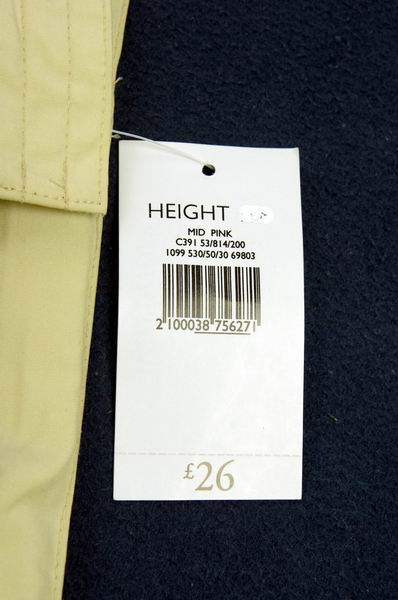 HEIGHT
MID PINK
C391 53/814/200
1099 530/50/30 69803
2 100038 756271
£26